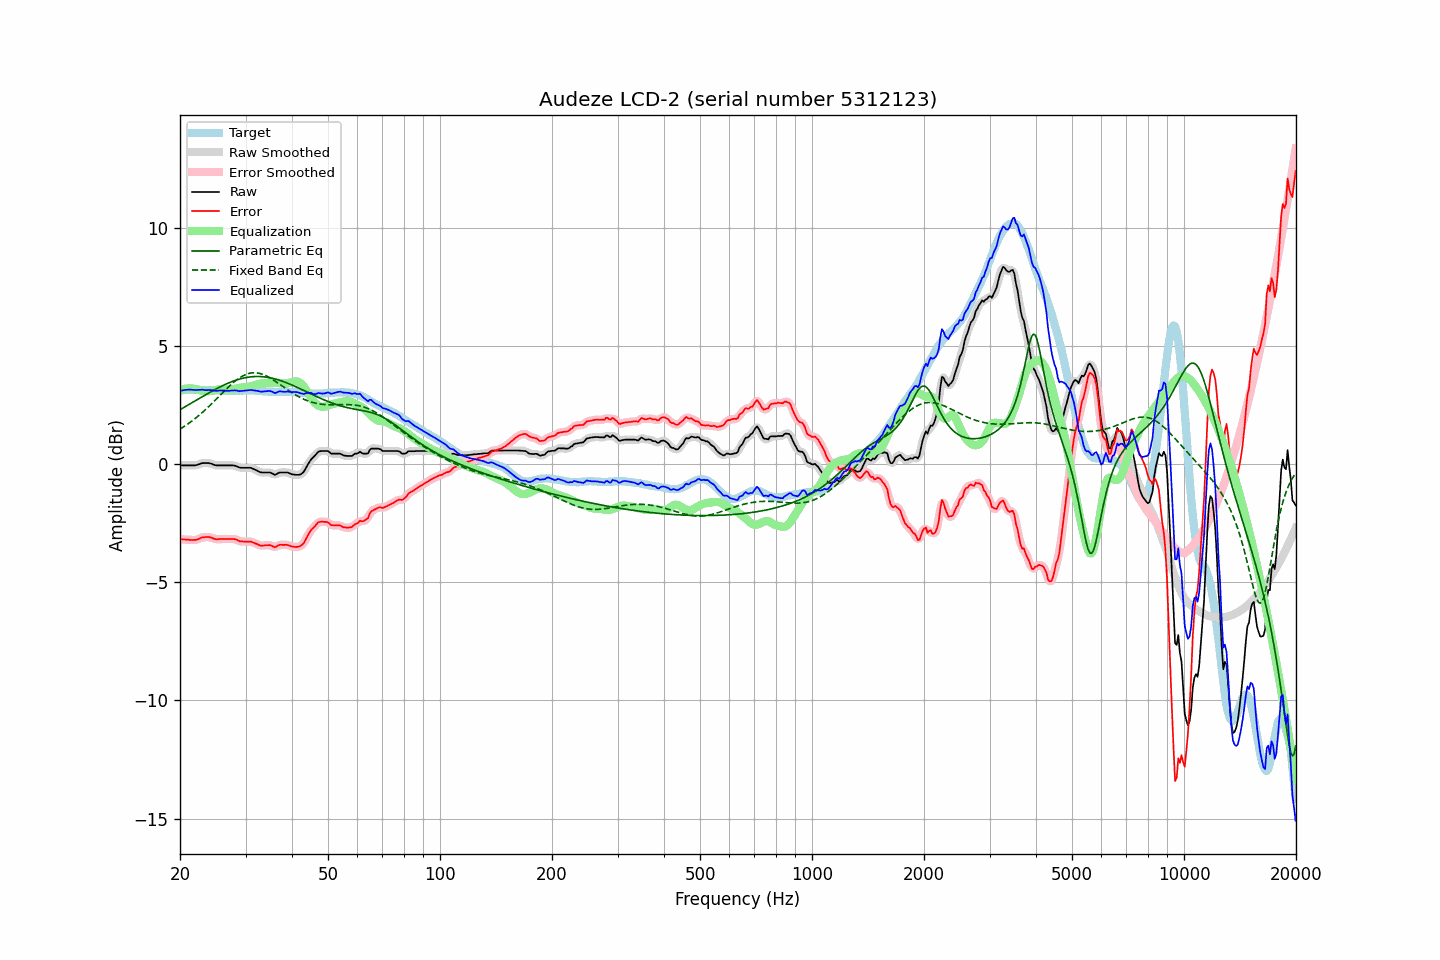 Audeze LCD-2 (serial number 5312123)
Target
Raw Smoothed
Error Smoothed
Raw
Error
Equalization
Parametric Eq
Fixed Band Eq
Equalized
10
5
0
−5
−10
−15
Amplitude (dBr)
20 50 100 200 500 1000 2000 5000 10000 20000
Frequency (Hz)